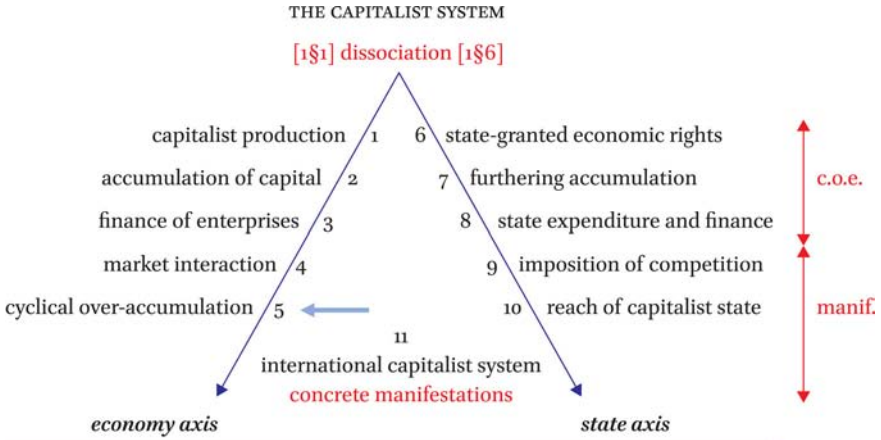 THE CAPITALIST SYSTEM
[1§1] dissociation [1§6]
capitalist production 1 6 state-granted economic rights
accumulation of capital 2 7 furthering accumulation
c.o.e.
finance of enterprises 3 8 state expenditure and finance
market interaction 4 9 imposition of competition
cyclical over-accumulation 5 10 reach of capitalist state
manif.
11
international capitalist system
concrete manifestations
economy axis state axis